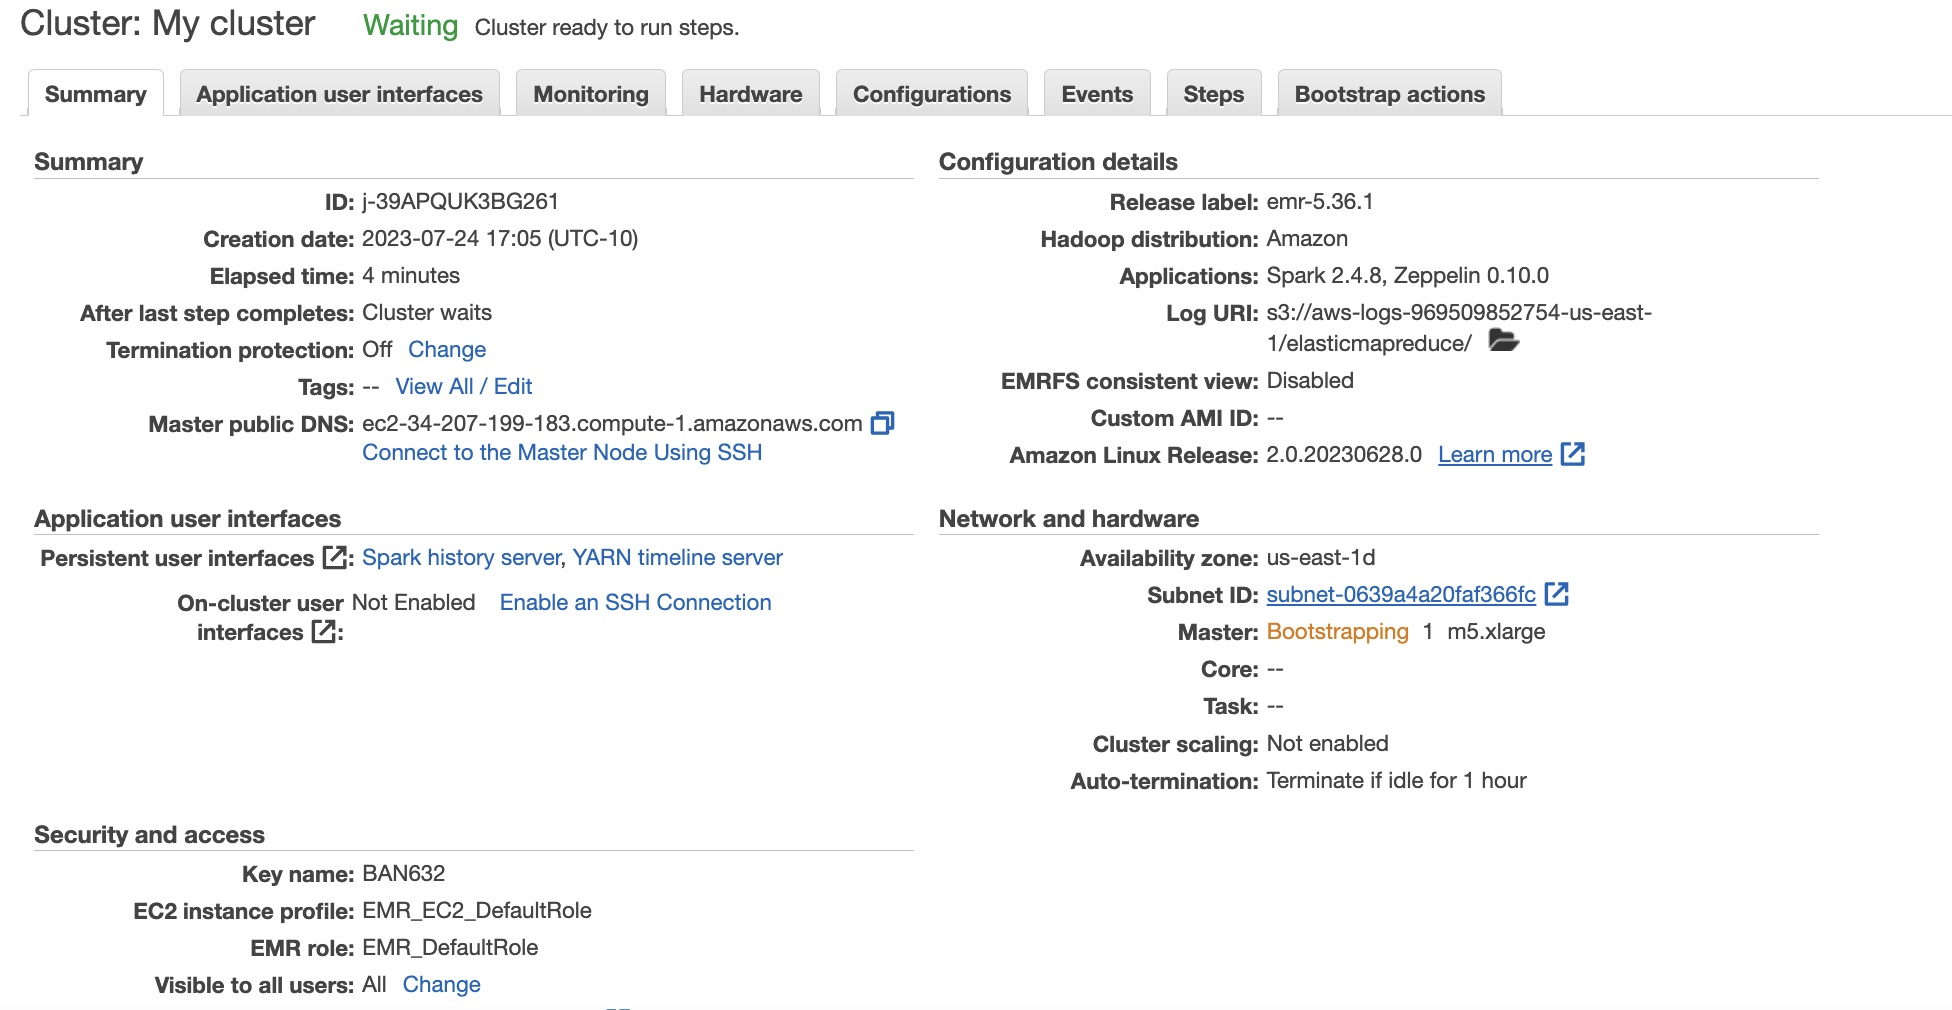 Cluster: My cluster Waiting Cluster ready to run steps.
Summary Application user interfaces Monitoring Hardware Configurations Events Steps Bootstrap actions
Summary
ID: j-39APQUK3BG261
Creation date: 2023-07-24 17:05 (UTC-10)
Elapsed time: 4 minutes
After last step completes: Cluster waits
Termination protection: Off Change
Tags: -- View All / Edit
Master public DNS: ec2-34-207-199-183.compute-1.amazonaws.com
Connect to the Master Node Using SSH
Configuration details
Release label: emr-5.36.1
Hadoop distribution: Amazon
Applications: Spark 2.4.8, Zeppelin 0.10.0
Log URI: s3://aws-logs-969509852754-us-east-
1/elasticmapreduce/
EMRFS consistent view: Disabled
Custom AMI ID: --
Amazon Linux Release: 2.0.20230628.0 Learn more
Application user interfaces
Persistent user interfaces : Spark history server, YARN timeline server
On-cluster user Not Enabled Enable an SSH Connection
interfaces :
Network and hardware
Availability zone: us-east-1d
Subnet ID: subnet-0639a4a20faf366fc
Master: Bootstrapping 1 m5.xlarge
Core: --
Task: --
Cluster scaling: Not enabled
Auto-termination: Terminate if idle for 1 hour
Security and access
Key name: BAN632
EC2 instance profile: EMR_EC2_DefaultRole
EMR role: EMR_DefaultRole
Visible to all users: All Change